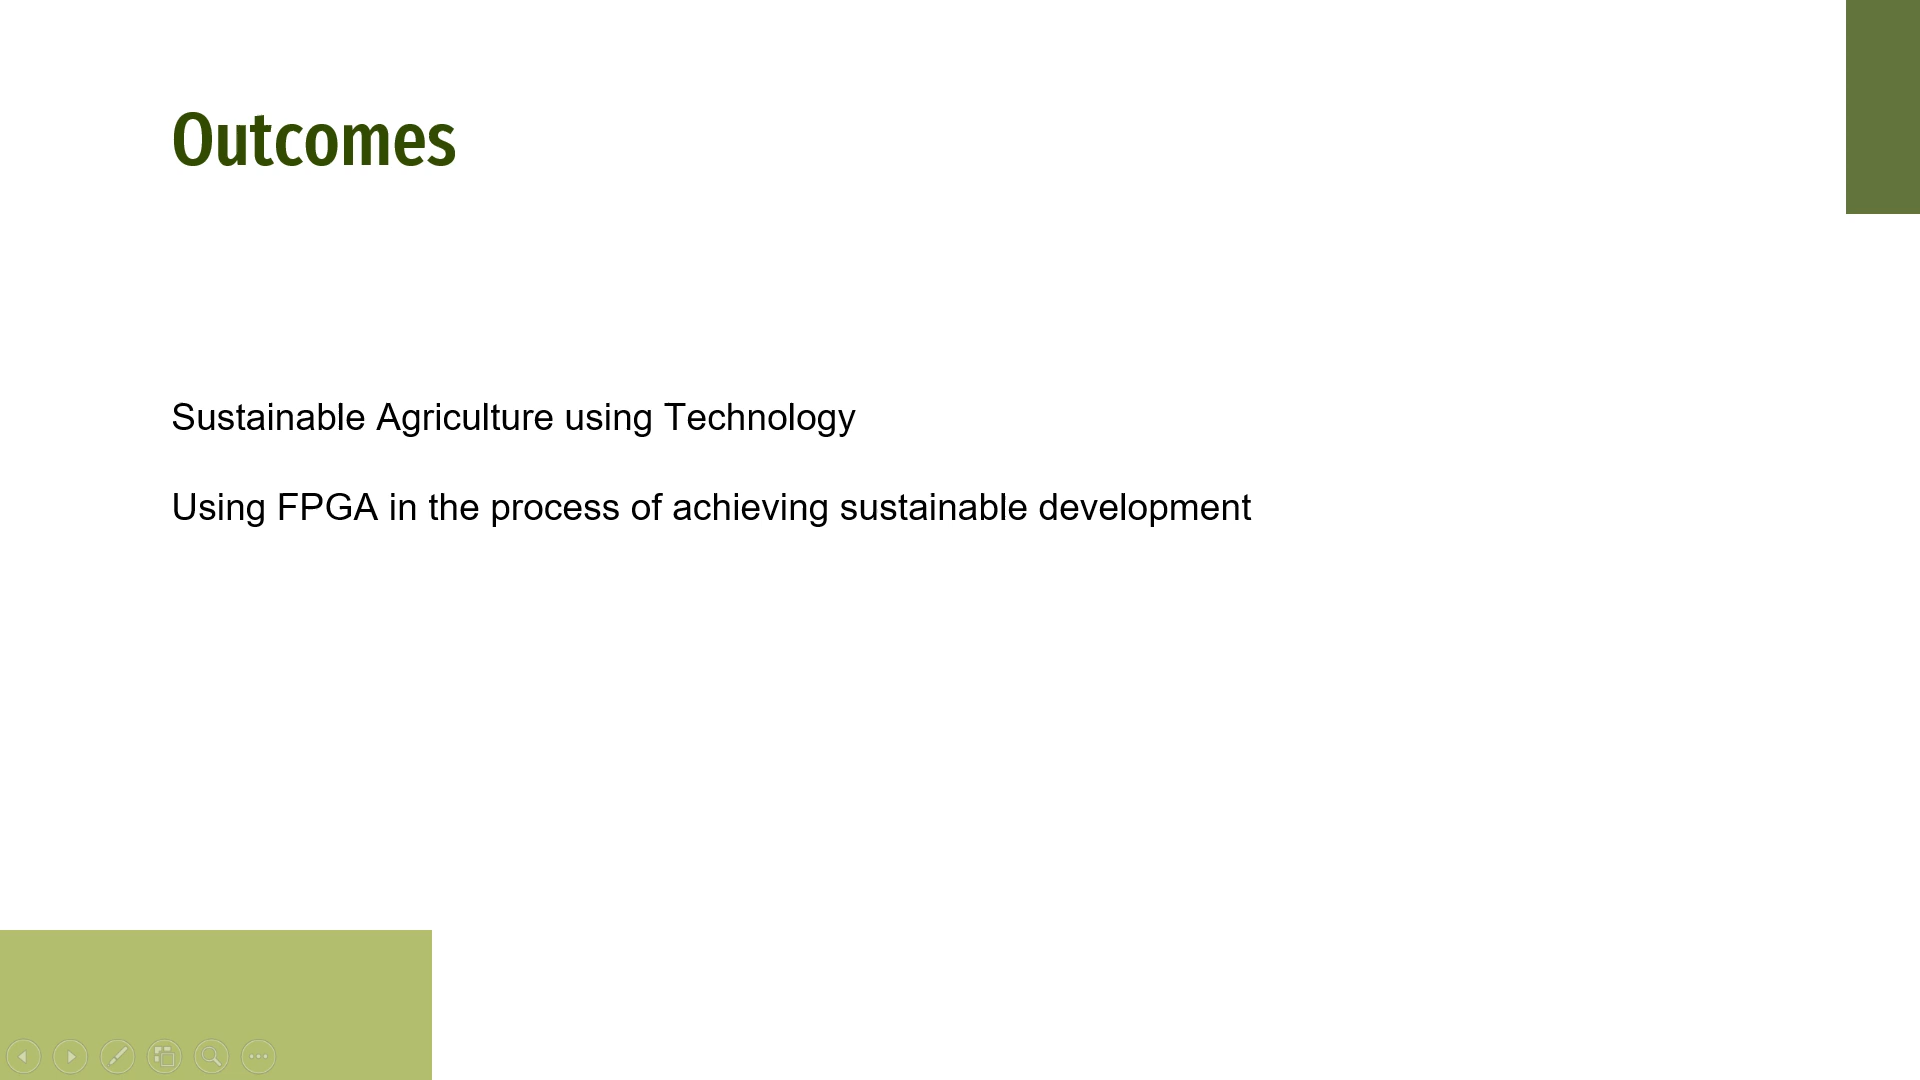 Outcomes
Sustainable Agriculture using Technology
Using FPGA in the process of achieving sustainable development